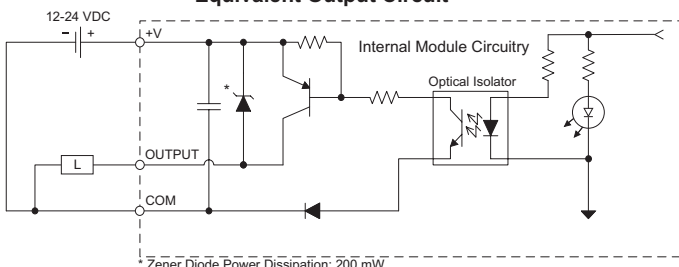 Equivalent Output Circuit
12-24 VDC
− +
+V
Internal Module Circuitry
Optical Isolator
*
OUTPUT
L
COM
* Zener Diode Power Dissipation: 200 mW